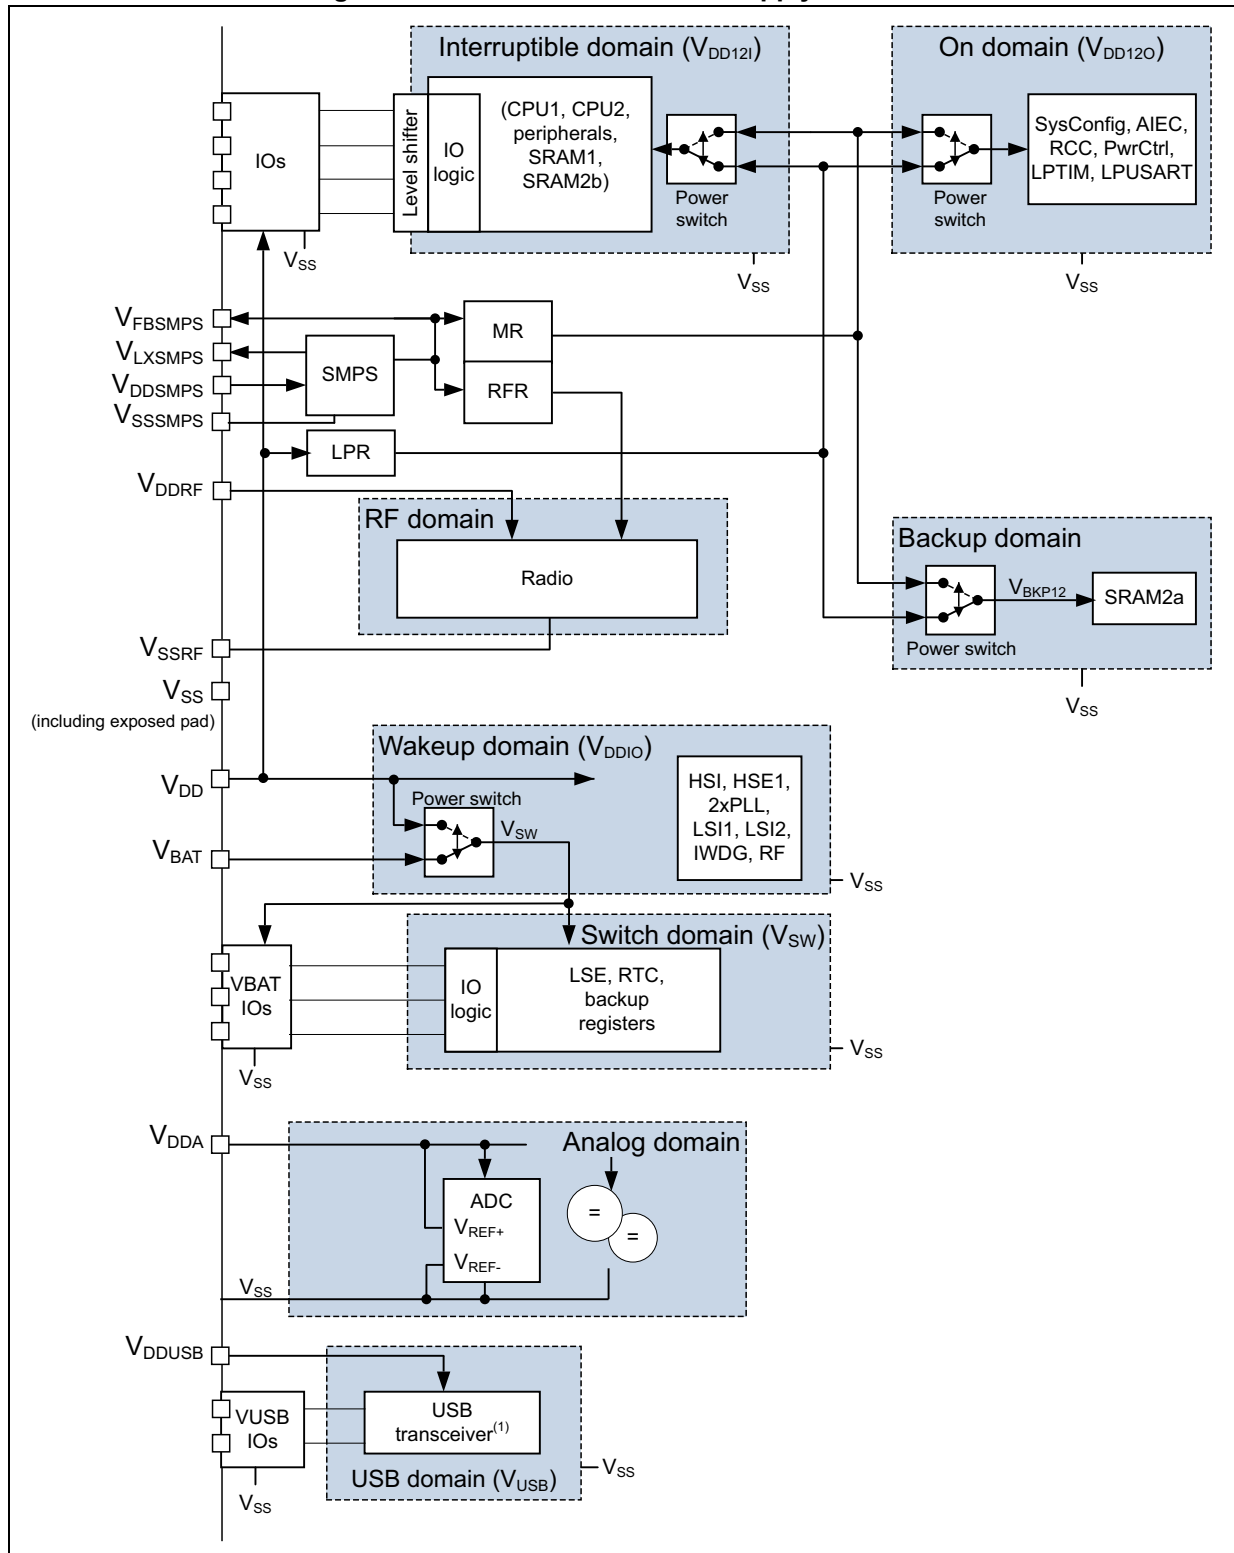 Interruptible domain (VDD12I)
On domain (VDD12O)
IOs
Level shifter
IO
logic
(CPU1, CPU2,
peripherals,
SRAM1,
SRAM2b)
Power
switch
Power
switch
SysConfig, AIEC,
RCC, PwrCtrl,
LPTIM, LPUSART
VSS
VSS
VSS
VFBSMPS
VLXSMPS
VDDSMPS
VSSSMPS
SMPS
MR
RFR
LPR
VDDRF
RF domain
Radio
Backup domain
VBKP12
SRAM2a
Power switch
VSS
VSSRF
VSS
(including exposed pad)
VDD
VBAT
Wakeup domain (VDDIO)
Power switch
VSW
HSI, HSE1,
2xPLL,
LSI1, LSI2,
IWDG, RF
VSS
Switch domain (VSW)
VBAT
IOs
IO
logic
LSE, RTC,
backup
registers
VSS
VSS
VDDA
Analog domain
ADC
VREF+
VREF-
=
=
VSS
VDDUSB
VUSB
IOs
USB
transceiver(1)
USB domain (VUSB)
VSS
VSS